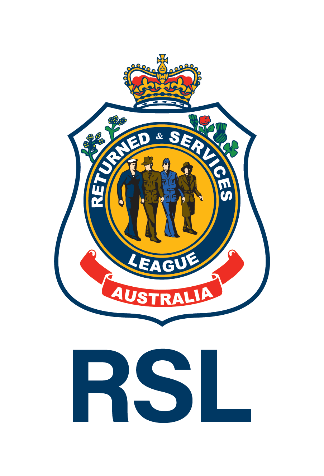 RETURNED & SERVICES
LEAGUE
AUSTRALIA
RSL